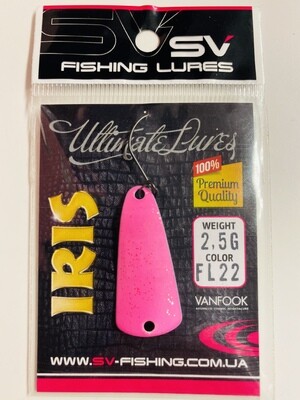 SV SV
FISHING LURES
Ultimate Lures
100%
Premium
Quality
IRIS
WEIGHT
2,5G
COLOR
FL22
VANFOOK
WWW.SV-FISHING.COM.UA